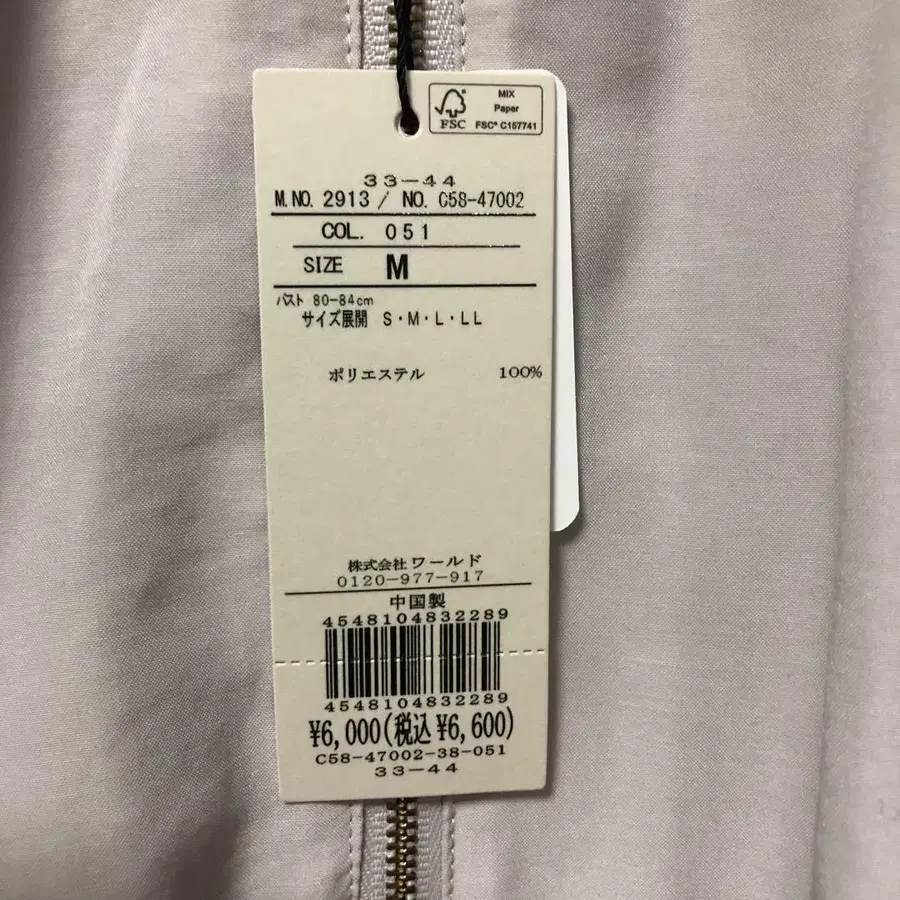 MIX
Paper
FSC
FSC® C157741
33-44
M.NO. 2913 / NO. C58-47002
COL. 051
SIZE M
バスト 80-84cm
サイズ展開 S・M・L・LL
ポリエステル 100%
株式会社ワールド
0120-977-917
中国製
4548104832289
4548104832289
¥6,000(税込¥6,600)
C58-47002-38-051
33-44